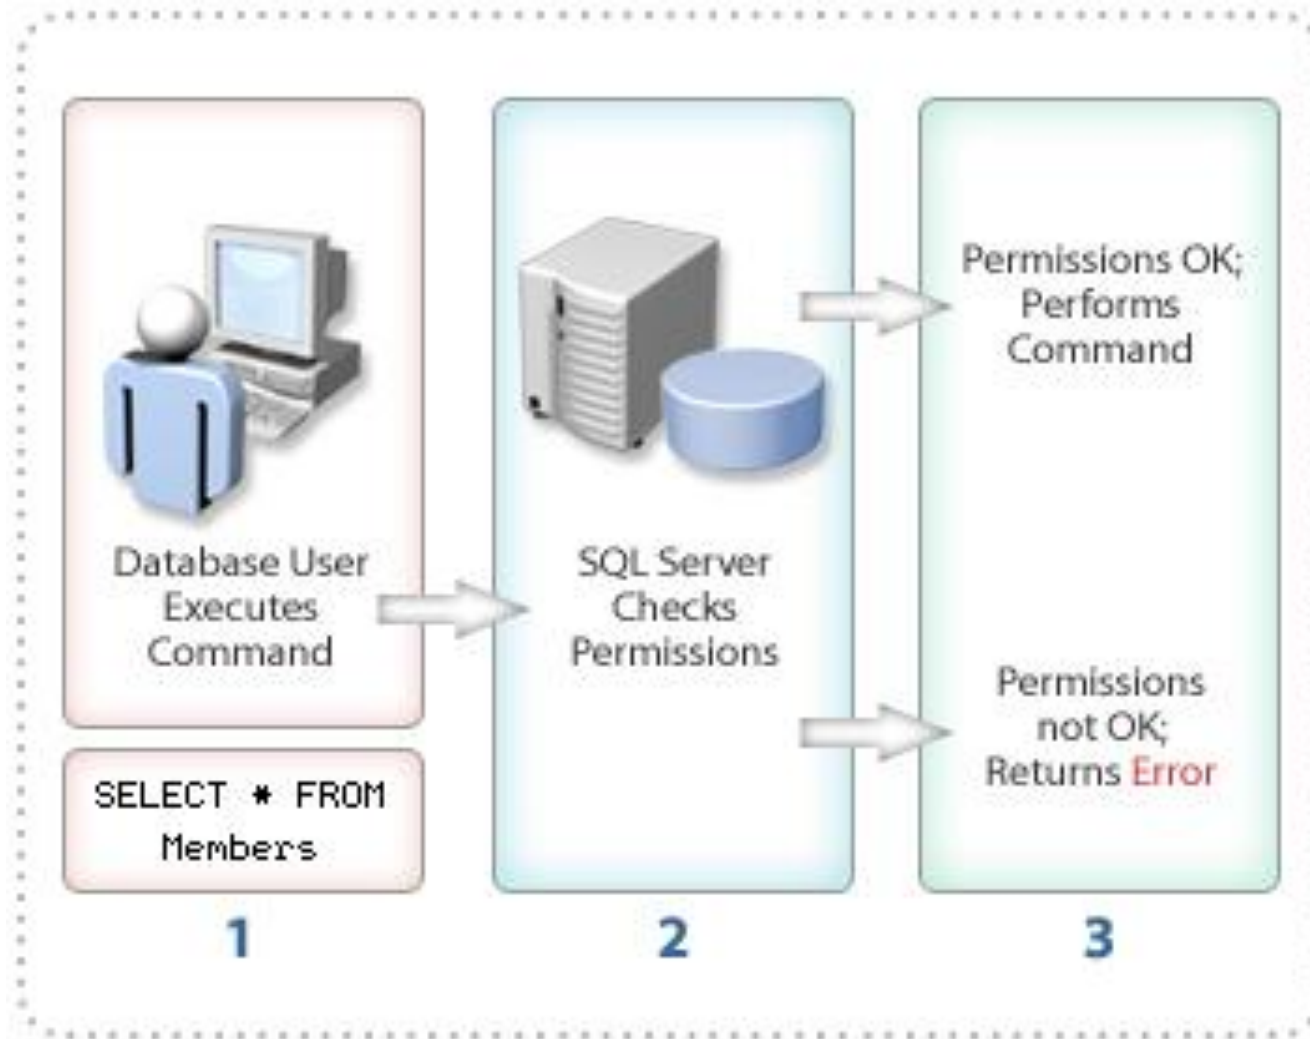 Database User
Executes
Command
SELECT * FROM
Members
1
SQL Server
Checks
Permissions
2
Permissions OK;
Performs
Command
Permissions
not OK;
Returns Error
3